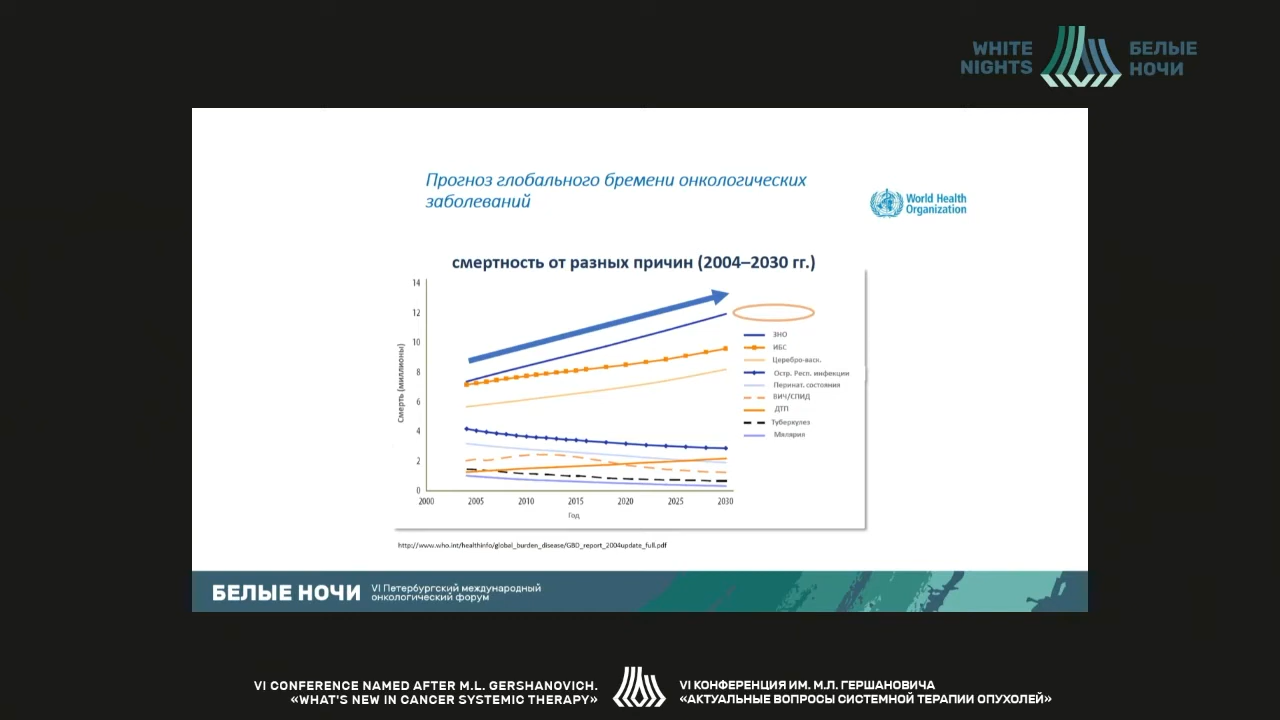 WHITE
NIGHTS
БЕЛЫЕ
НОЧИ
Прогноз глобального бремени онкологических
заболеваний
World Health
Organization
смертность от разных причин (2004–2030 гг.)
14
12
10
8
6
4
2
0
Смерть (миллионы)
2000
2005
2010
2015
2020
2025
2030
Год
ЗНО
ИБС
Церебро-васк.
Остр. Респ. инфекции
Перинат. состояния
ВИЧ/СПИД
ДТП
Туберкулез
Малярия
http://www.who.int/healthinfo/global_burden_disease/GBD_report_2004update_full.pdf
БЕЛЫЕ НОЧИ
VI Петербургский международный
онкологический форум
VI CONFERENCE NAMED AFTER M.L. GERSHANOVICH.
«WHAT'S NEW IN CANCER SYSTEMIC THERAPY»
VI КОНФЕРЕНЦИЯ ИМ. М.Л. ГЕРШАНОВИЧА
«АКТУАЛЬНЫЕ ВОПРОСЫ СИСТЕМНОЙ ТЕРАПИИ ОПУХОЛЕЙ»